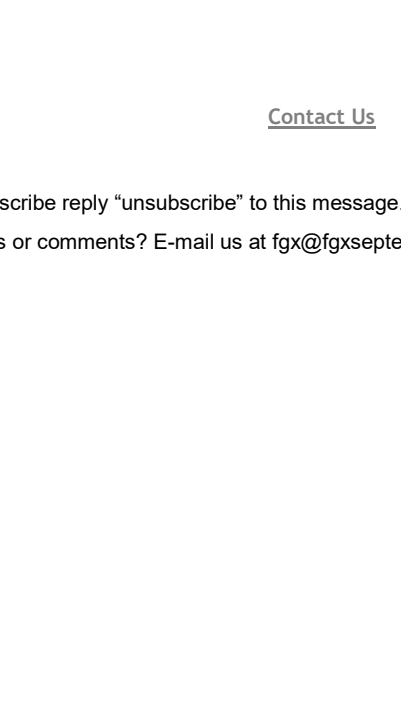 Contact Us
scribe reply “unsubscribe” to this message.
s or comments? E-mail us at fgx@fgxsepte